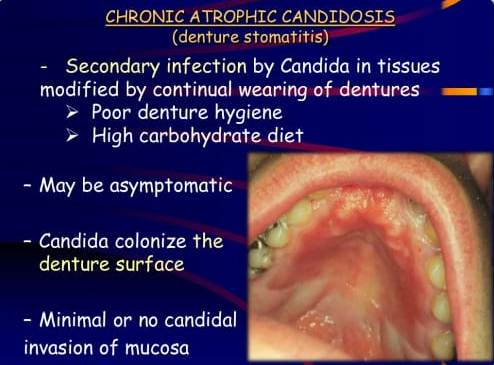 CHRONIC ATROPHIC CANDIDOSIS
(denture stomatitis)
- Secondary infection by Candida in tissues
modified by continual wearing of dentures
➢ Poor denture hygiene
➢ High carbohydrate diet
– May be asymptomatic
– Candida colonize the
denture surface
– Minimal or no candidal
invasion of mucosa